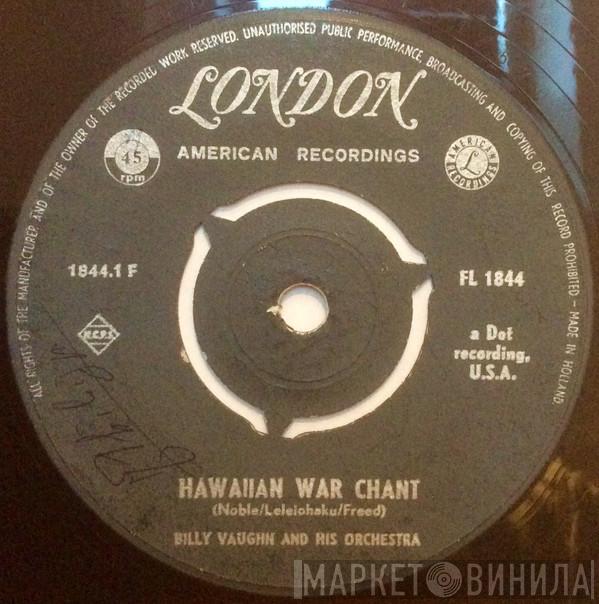 ALL RIGHTS OF THE MANUFACTURER AND OF THE OWNER OF THE RECORDED WORK RESERVED. UNAUTHORISED PUBLIC PERFORMANCE, BROADCASTING AND COPYING OF THIS RECORD PROHIBITED - MADE IN HOLLAND.
LONDON
AMERICAN RECORDINGS
45
rpm
AMERICAN
L
RECORDINGS
1844.1 F
FL 1844
N.C.P.S.
a Dot
recording,
U.S.A.
HAWAIIAN WAR CHANT
(Noble/Leleiohaku/Freed)
BILLY VAUGHN AND HIS ORCHESTRA
МАРКЕТ ВИНИЛА